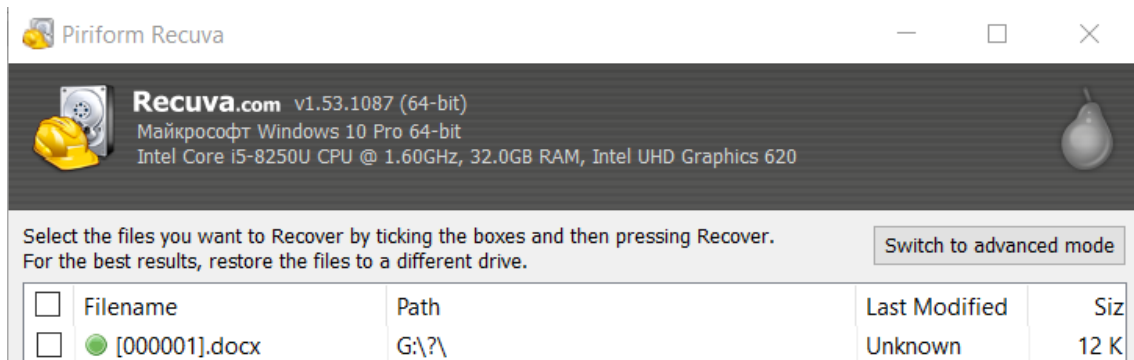 Piriform Recuva
Recuva.com v1.53.1087 (64-bit)
Майкрософт Windows 10 Pro 64-bit
Intel Core i5-8250U CPU @ 1.60GHz, 32.0GB RAM, Intel UHD Graphics 620
Select the files you want to Recover by ticking the boxes and then pressing Recover.
For the best results, restore the files to a different drive.
Switch to advanced mode
Filename Path Last Modified Siz
[000001].docx G:\?\ Unknown 12 K